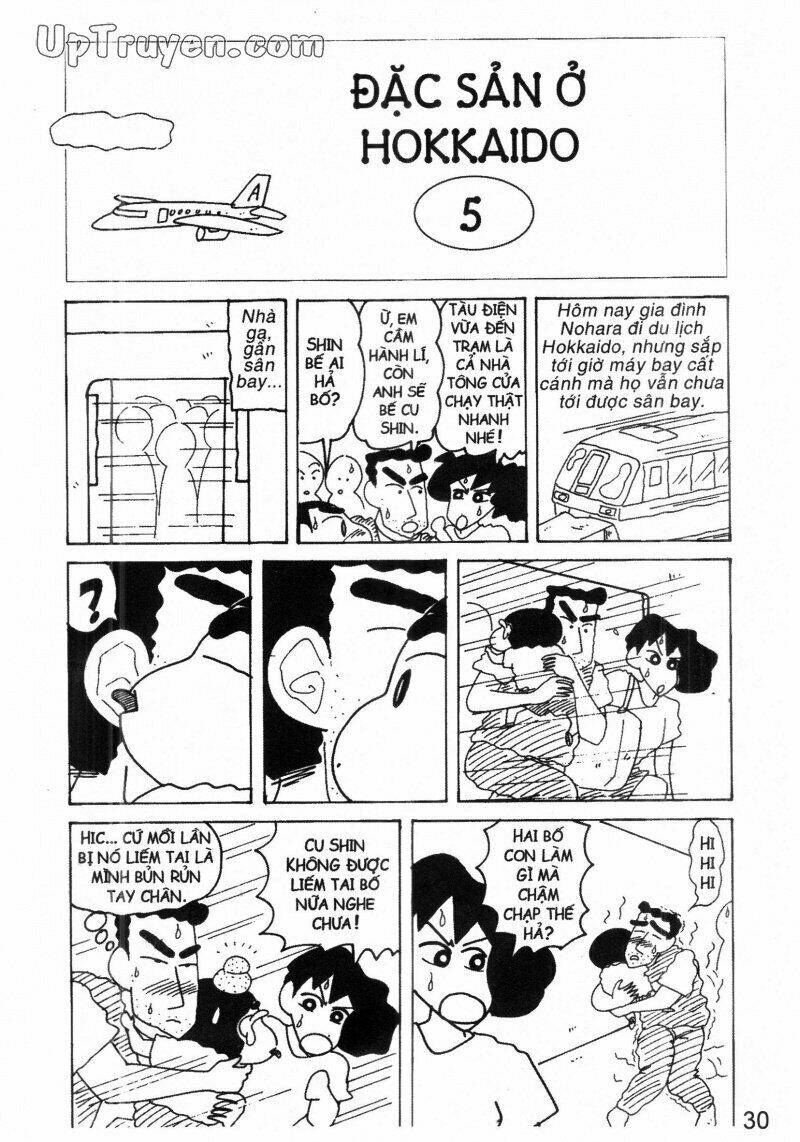 UpTruyen.com
ĐẶC SẢN Ở
HOKKAIDO
5
A
Hôm nay gia đình
Nohara đi du lịch
Hokkaido, nhưng sắp
tới giờ máy bay cất
cánh mà họ vẫn chưa
tới được sân bay.
TÀU ĐIỆN
VỪA ĐẾN
TRẠM LÀ
CẢ NHÀ
TÔNG CỬA
CHẠY THẬT
NHANH
NHÉ!
Ừ, EM
CẦM
HÀNH LÍ,
CÒN
ANH SẼ
BẾ CU
SHIN.
SHIN
BẾ AI
HẢ
BỐ?
Nhà
ga,
gần
sân
bay...
?
HI
HI
HI
HAI BỐ
CON LÀM
GÌ MÀ
CHẬM
CHẠP THẾ
HẢ?
CU SHIN
KHÔNG ĐƯỢC
LIẾM TAI BỐ
NỮA NGHE
CHƯA!
HIC... CỨ MỖI LẦN
BỊ NÓ LIẾM TAI LÀ
MÌNH BỦN RỦN
TAY CHÂN.
30